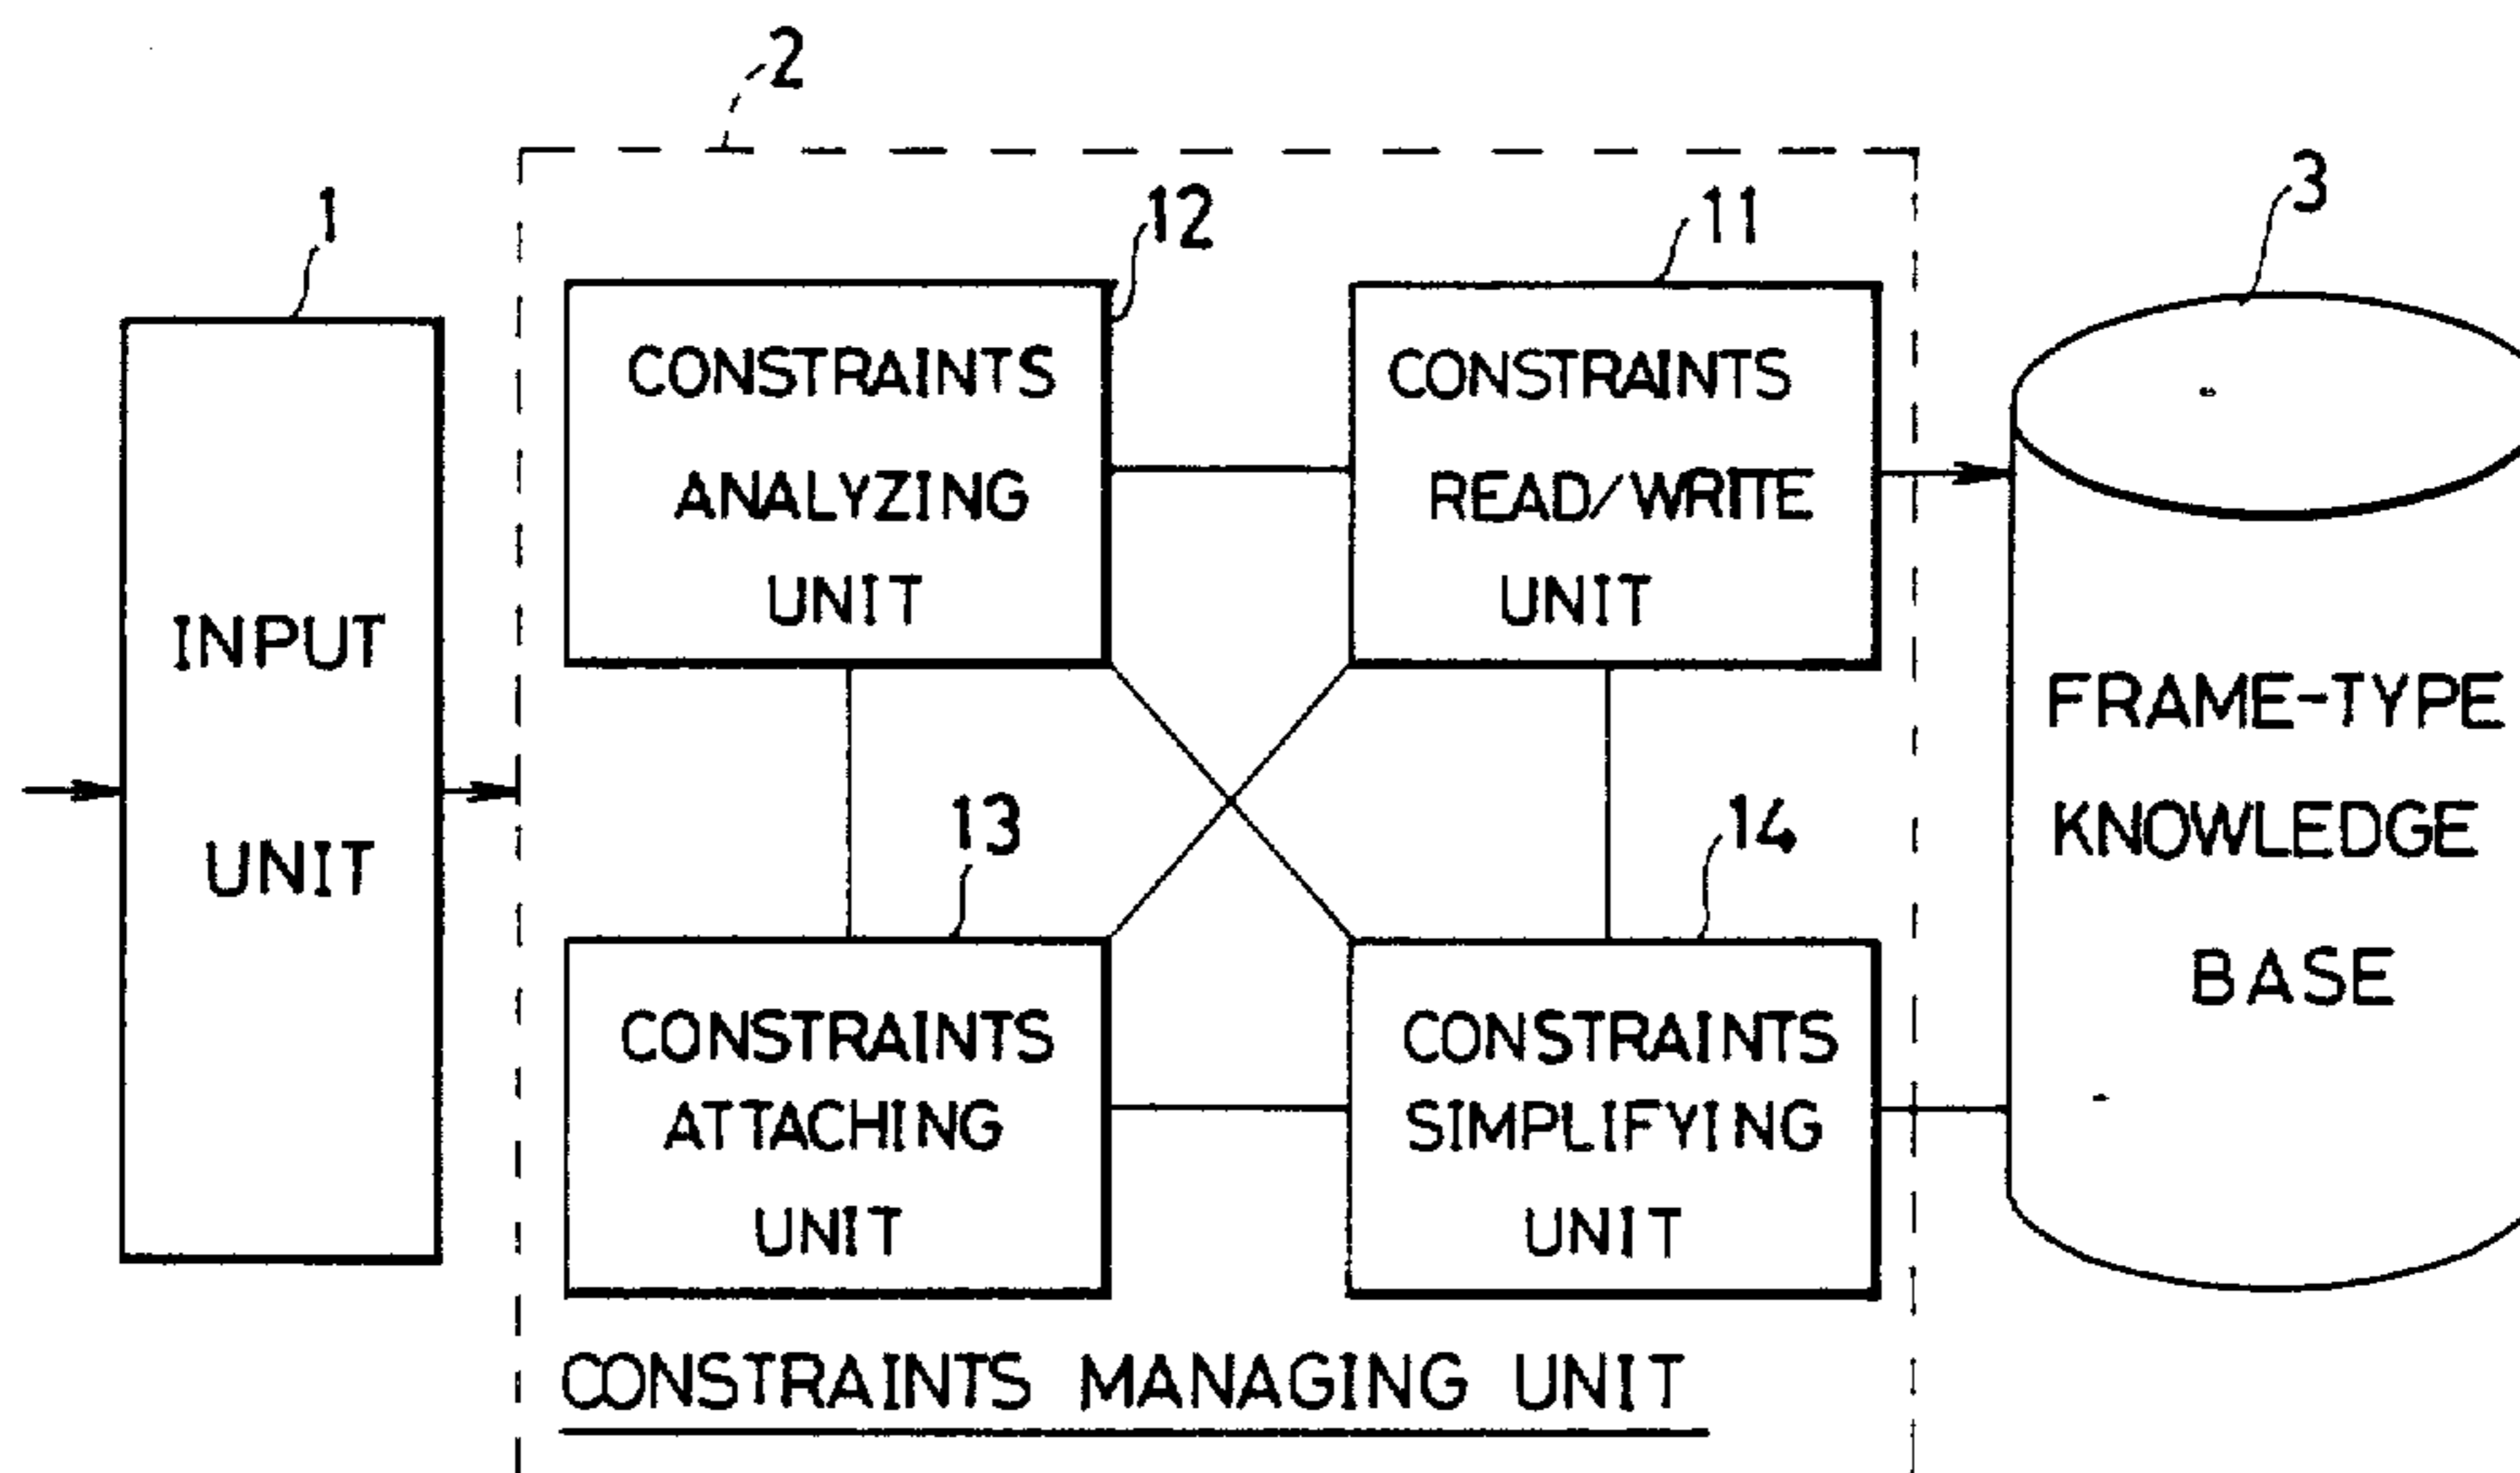 2
1
12
11
3
CONSTRAINTS
ANALYZING
UNIT
CONSTRAINTS
READ/WRITE
UNIT
INPUT
UNIT
FRAME-TYPE
KNOWLEDGE
BASE
13
14
CONSTRAINTS
ATTACHING
UNIT
CONSTRAINTS
SIMPLIFYING
UNIT
CONSTRAINTS MANAGING UNIT